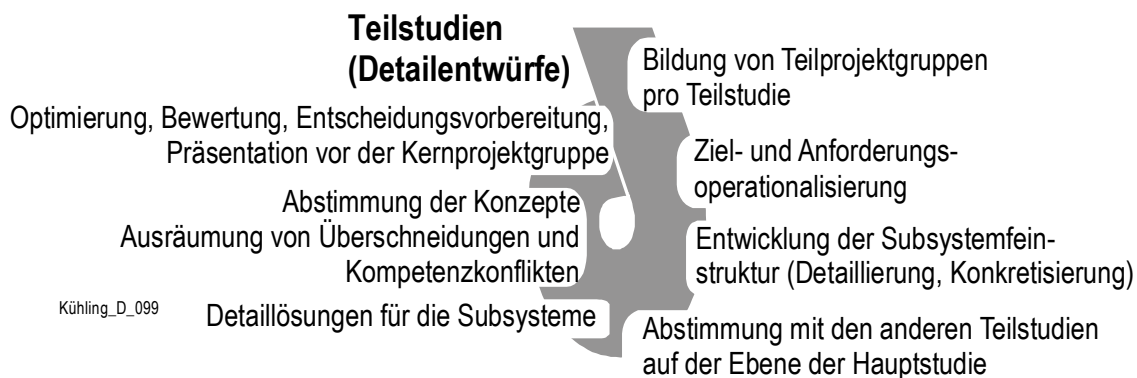 Teilstudien
(Detailentwürfe)
Bildung von Teilprojektgruppen
pro Teilstudie
Ziel- und Anforderungs-
operationalisierung
Entwicklung der Subsystemfein-
struktur (Detaillierung, Konkretisierung)
Abstimmung mit den anderen Teilstudien
auf der Ebene der Hauptstudie
Detaillösungen für die Subsysteme
Abstimmung der Konzepte
Ausräumung von Überschneidungen und
Kompetenzkonflikten
Optimierung, Bewertung, Entscheidungsvorbereitung,
Präsentation vor der Kernprojektgruppe
Kühling_D_099